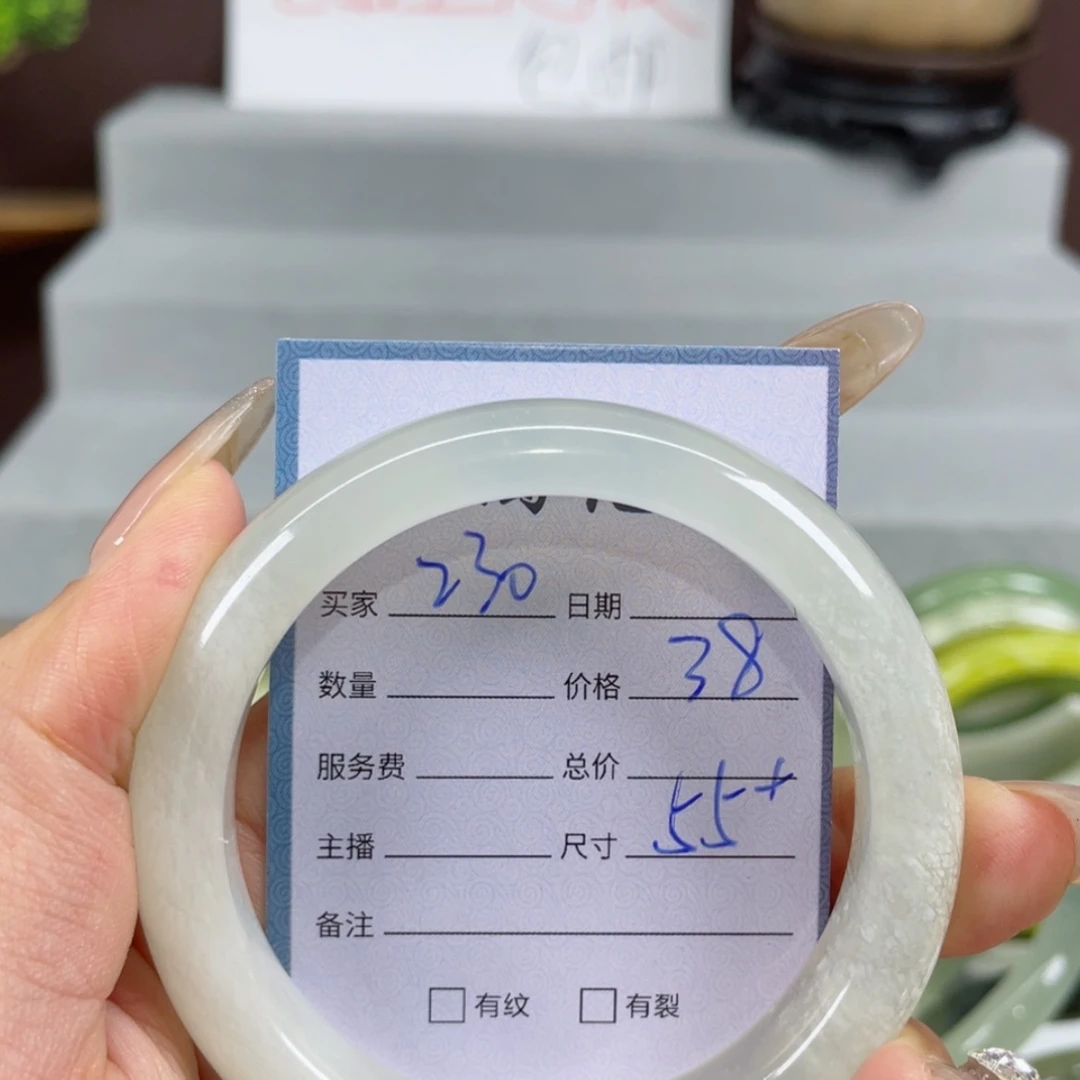 买家 230 日期
数量 价格 38
服务费 总价
主播 尺寸 55+
备注
有纹 有裂